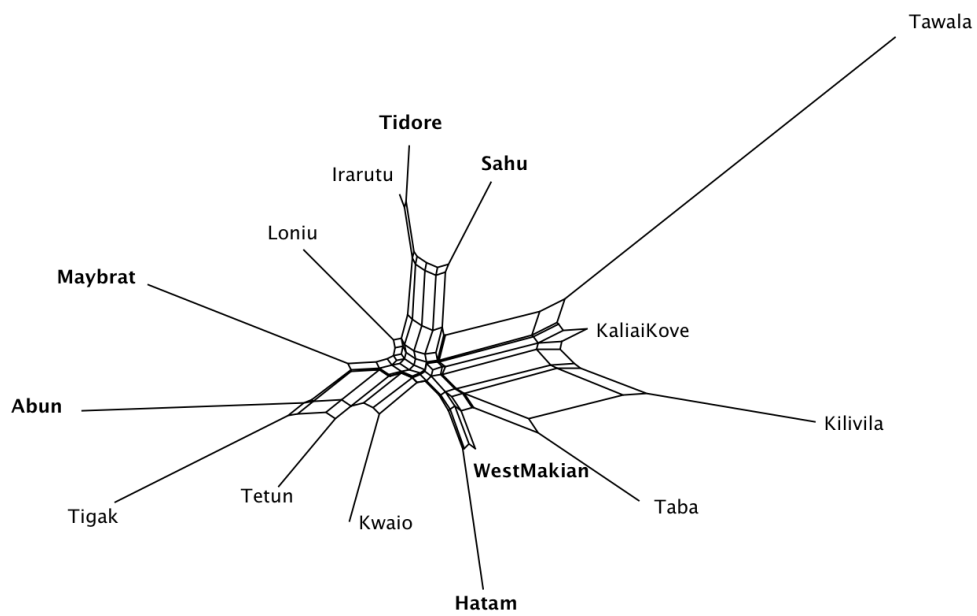 Tawala
Tidore
Sahu
Irarutu
Loniu
Maybrat
KaliaiKove
Abun
Kilivila
WestMakian
Tetun
Taba
Tigak
Kwaio
Hatam